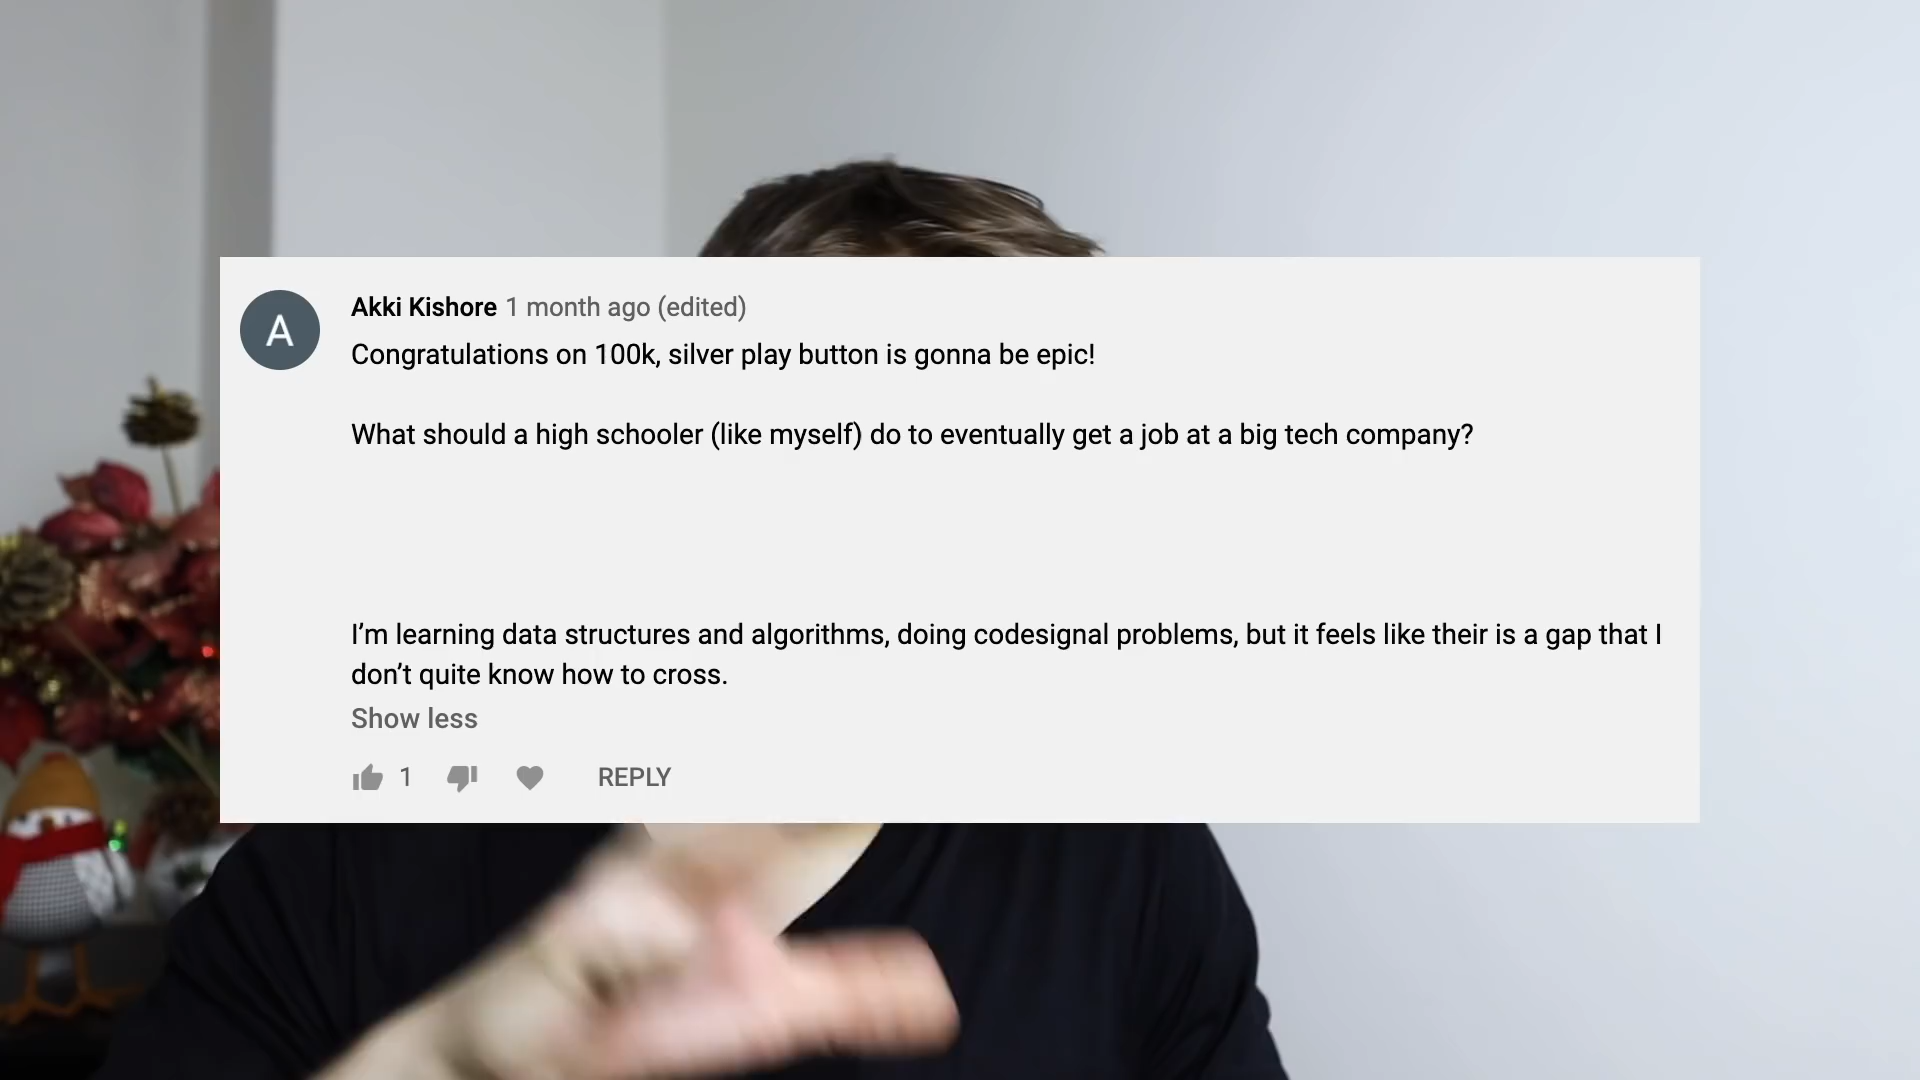 A
Akki Kishore 1 month ago (edited)
Congratulations on 100k, silver play button is gonna be epic!
What should a high schooler (like myself) do to eventually get a job at a big tech company?
I’m learning data structures and algorithms, doing codesignal problems, but it feels like their is a gap that I
don’t quite know how to cross.
Show less
1 REPLY